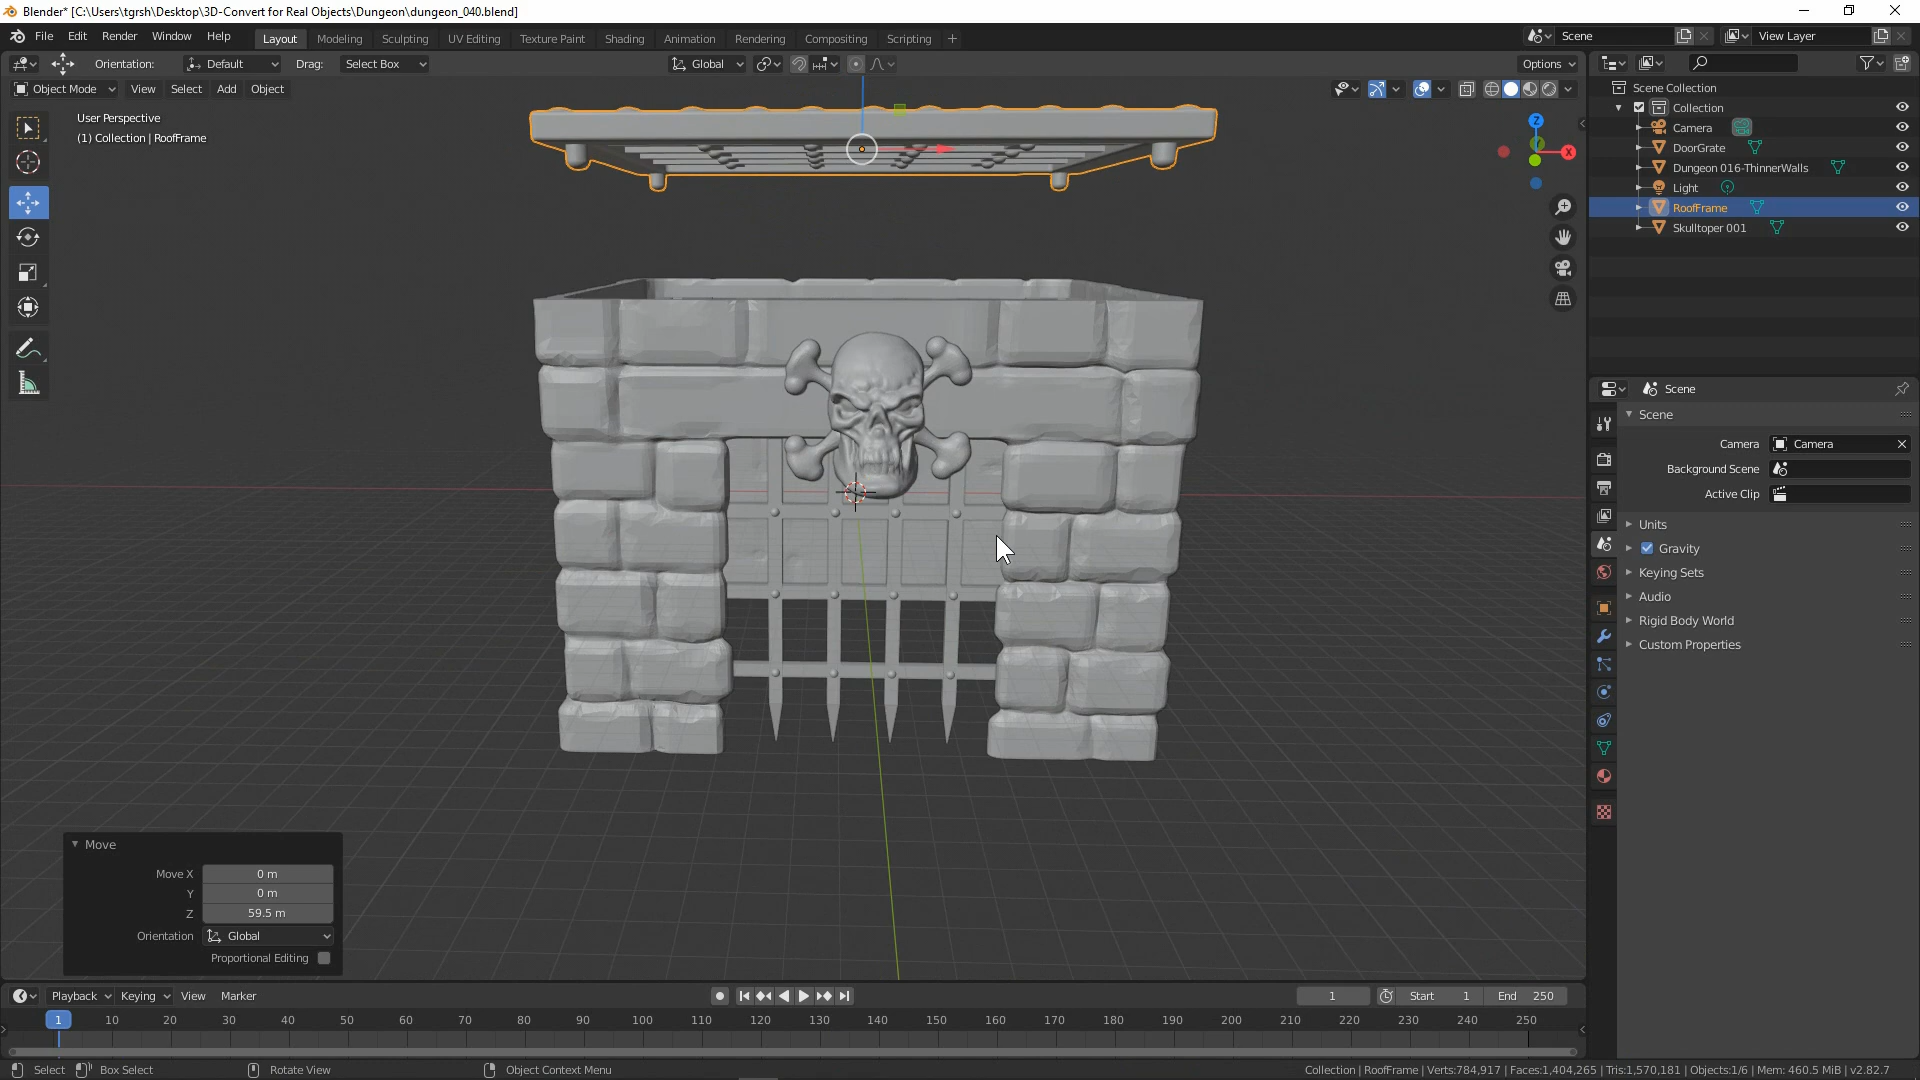 Blender* [C:\Users\tgrsh\Desktop\3D-Convert for Real Objects\Dungeon\dungeon_040.blend]
File Edit Render Window Help Layout Modeling Sculpting UV Editing Texture Paint Shading Animation Rendering Compositing Scripting + Scene View Layer
Orientation: Default Drag: Select Box Global Options
Object Mode View Select Add Object
User Perspective
(1) Collection | RoofFrame
Z
X
Scene Collection
Collection
Camera
DoorGrate
Dungeon 016-ThinnerWalls
Light
RoofFrame
Skulltoper 001
Scene
Scene
Camera Camera
Background Scene
Active Clip
Units
Gravity
Keying Sets
Audio
Rigid Body World
Custom Properties
Move
Move X 0 m
Y 0 m
Z 59.5 m
Orientation Global
Proportional Editing
Playback Keying View Marker 1 Start 1 End 250
1 10 20 30 40 50 60 70 80 90 100 110 120 130 140 150 160 170 180 190 200 210 220 230 240 250
Select Box Select Rotate View Object Context Menu Collection | RoofFrame | Verts:784,917 | Faces:1,404,265 | Tris:1,570,181 | Objects:1/6 | Mem: 460.5 MiB | v2.82.7